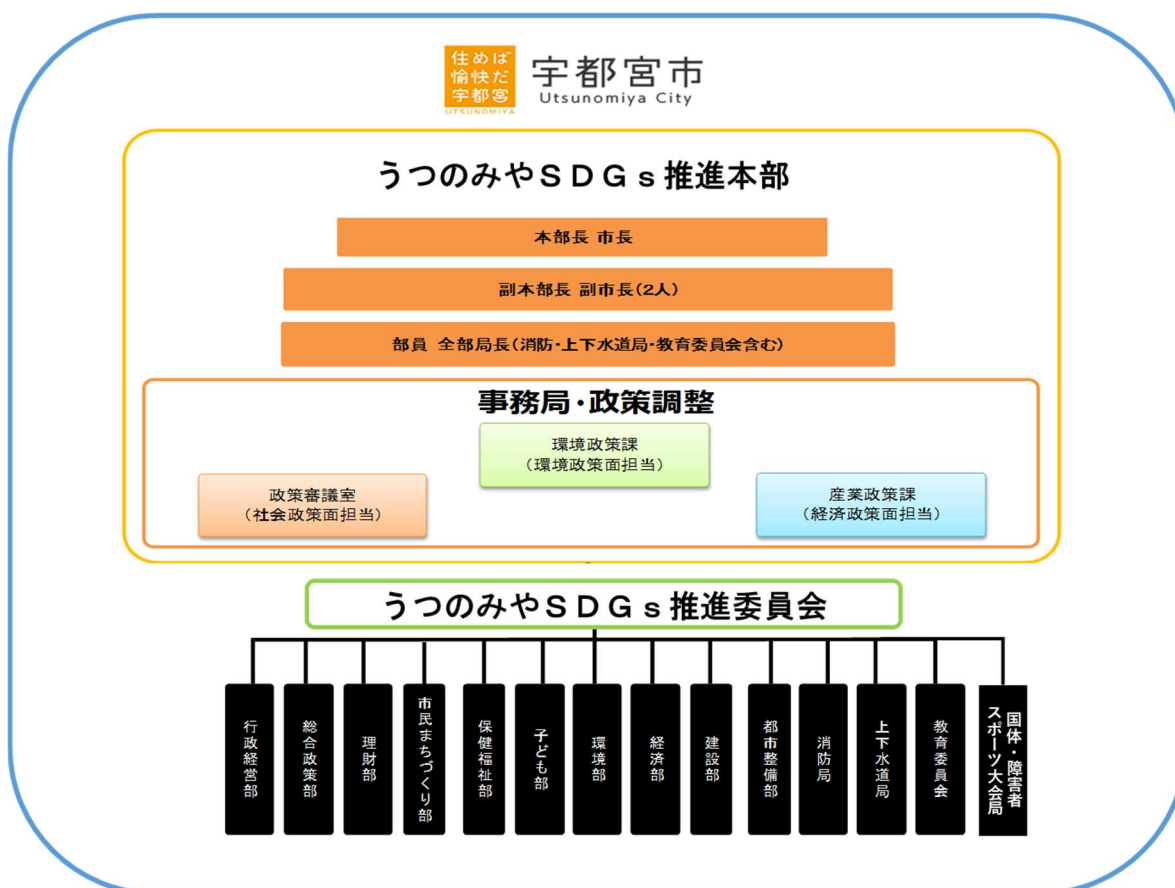 住めば
愉快だ
宇都宮
UTSUNOMIYA
宇都宮市
Utsunomiya City
うつのみやSDGs推進本部
本部長 市長
副本部長 副市長(2人)
部員 全部局長(消防・上下水道局・教育委員会含む)
事務局・政策調整
環境政策課
(環境政策面担当)
政策審議室
(社会政策面担当)
産業政策課
(経済政策面担当)
うつのみやSDGs推進委員会
行政経営部
総合政策部
理財部
市民まちづくり部
保健福祉部
子ども部
環境部
経済部
建設部
都市整備部
消防局
上下水道局
教育委員会
国体・障害者
スポーツ大会局